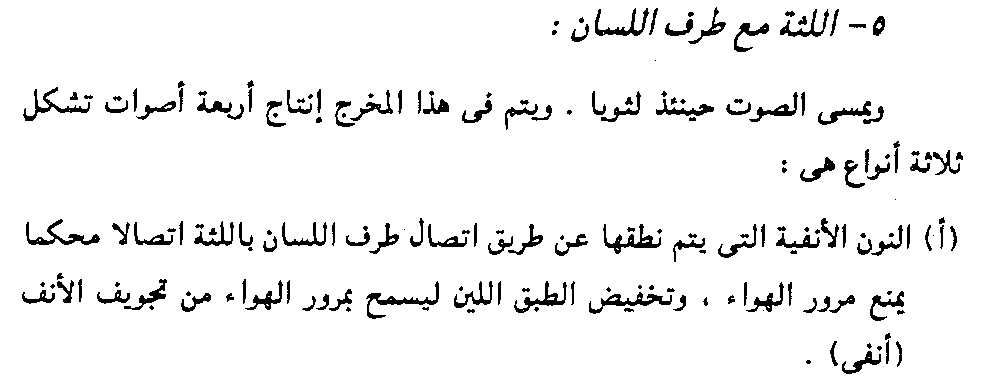 ٥- اللثة مع طرف اللسان :
ويمسى الصوت حينئذ لثويا . ويتم فى هذا المخرج إنتاج أربعة أصوات تشكل
ثلاثة أنواع هى :
(أ) النون الأنفية التى يتم نطقها عن طريق اتصال طرف اللسان باللثة اتصالا محكما
يمنع مرور الهواء ، وتخفيض الطبق اللين ليسمح بمرور الهواء من تجويف الأنف
(أنفى) .